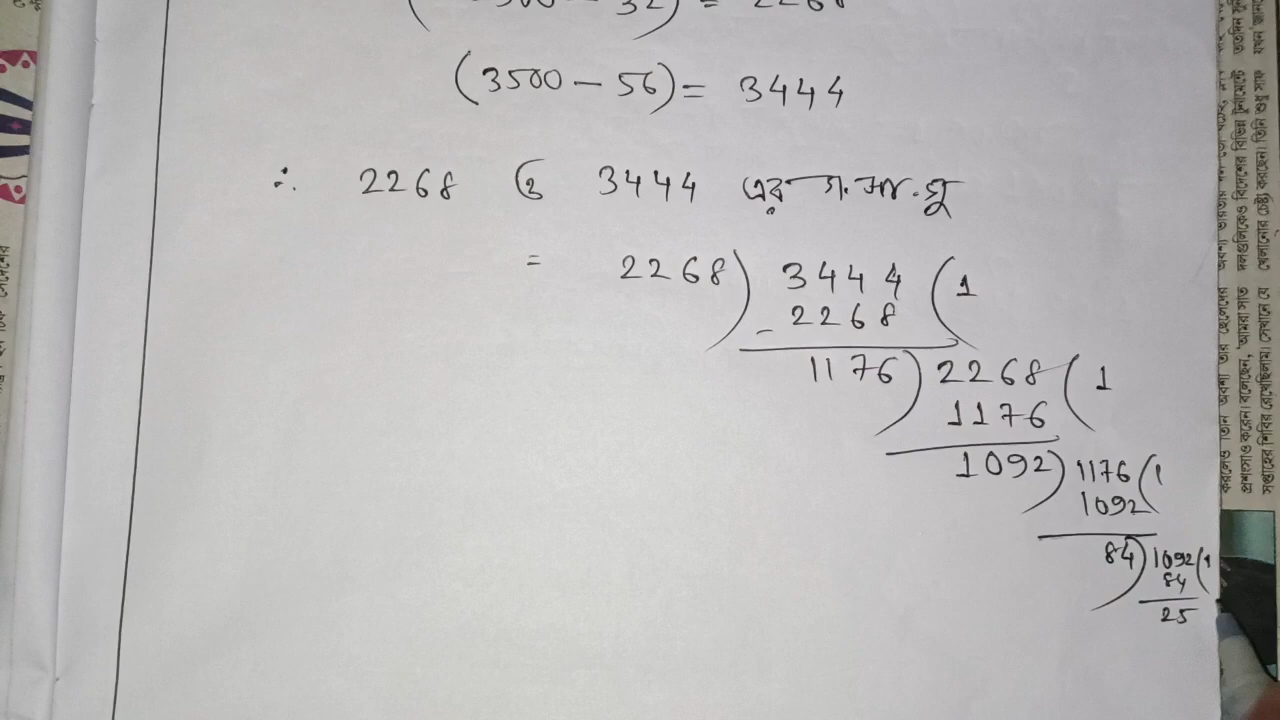 (3500 - 56) = 3444
∴ 2268 ও 3444 এর গ.সা.গু
= 2268) 3444 (1
- 2268
1176) 2268 (1
1176
1092) 1176 (1
1092
84) 1092 (1
84
25